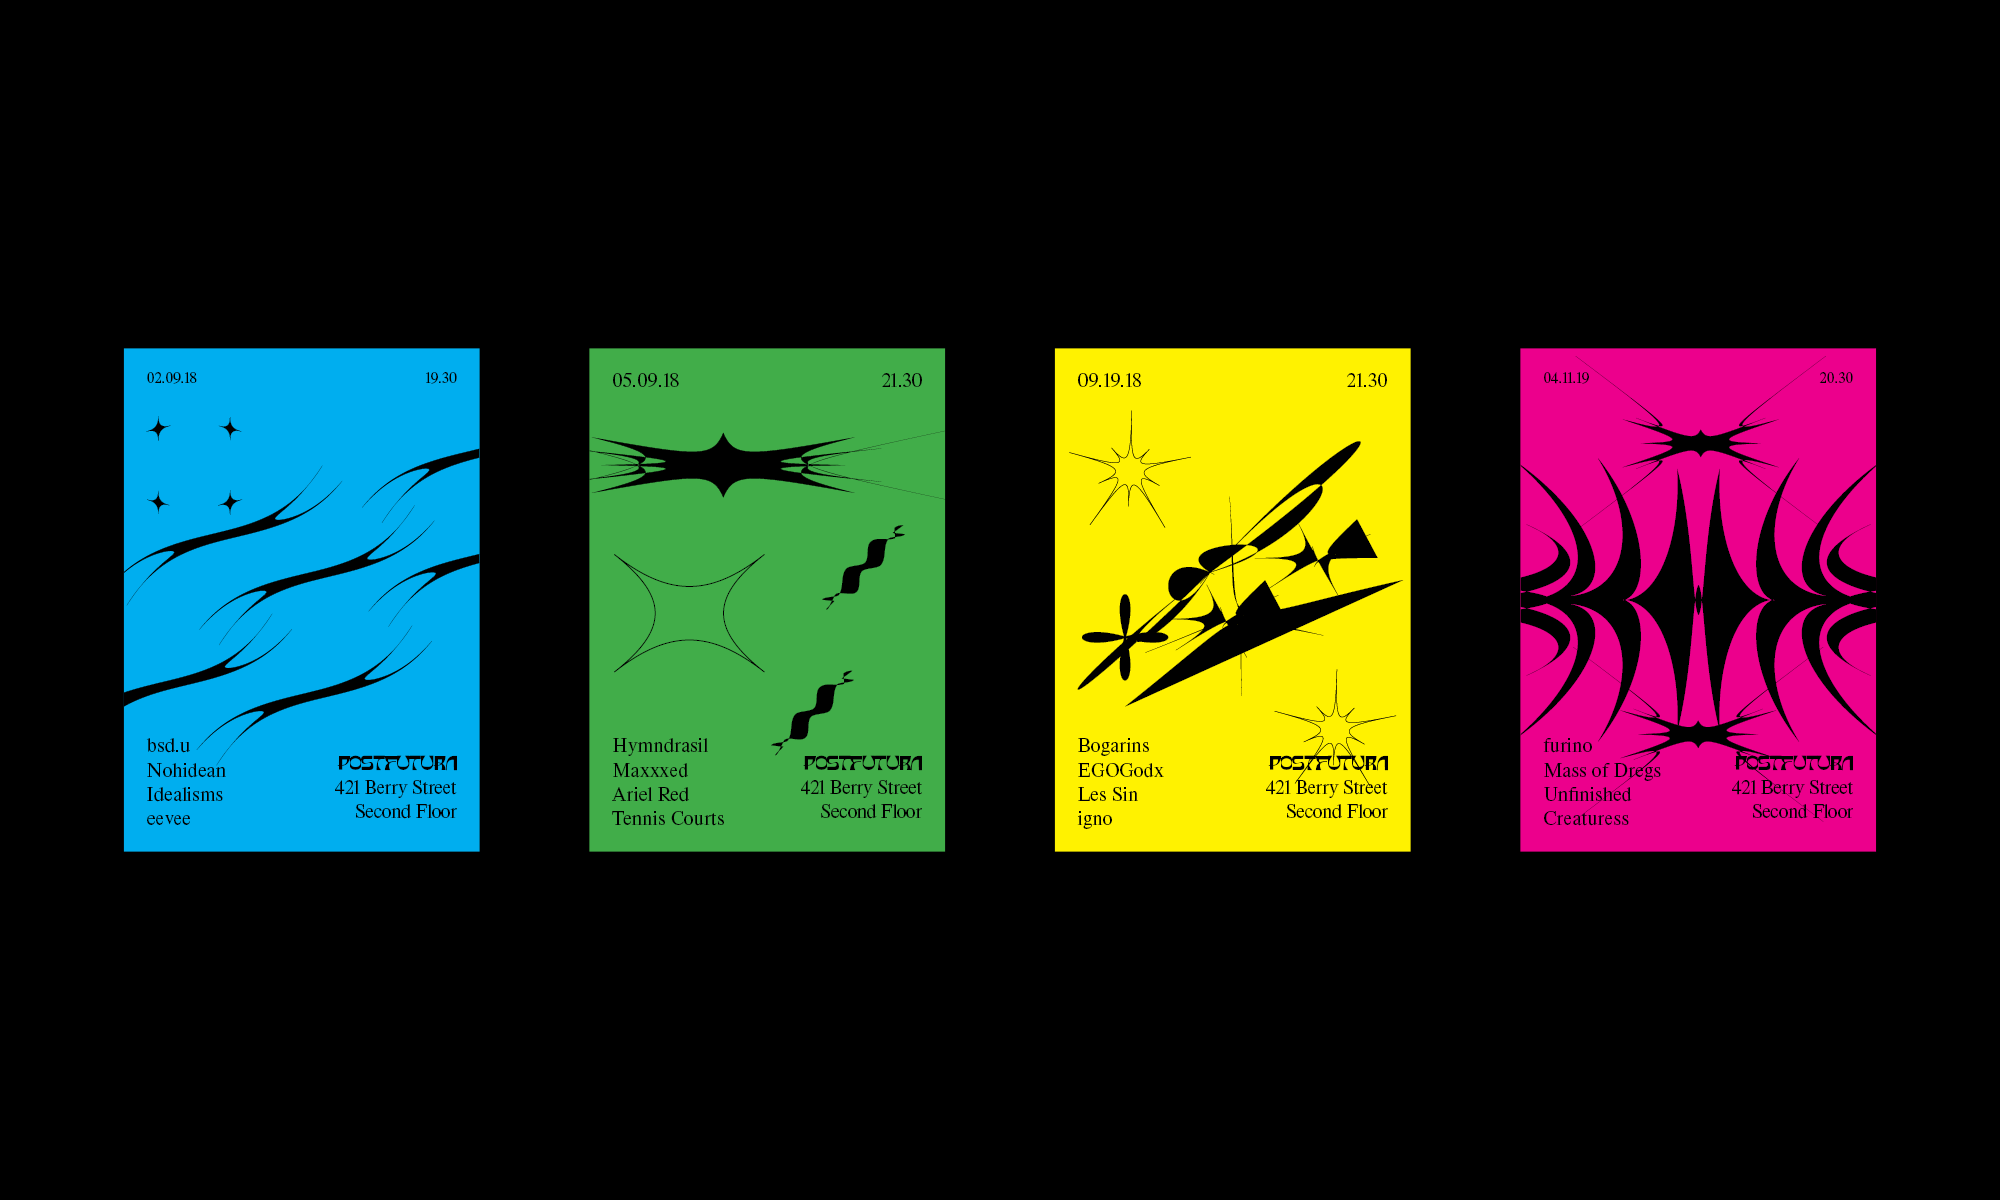 02.09.18
19.30
bsd.u
Nohidean
Idealisms
eevee
POSTFUTURA
421 Berry Street
Second Floor
05.09.18
21.30
Hymndrasil
Maxxxed
Ariel Red
Tennis Courts
POSTFUTURA
421 Berry Street
Second Floor
09.19.18
21.30
Bogarins
EGOGodx
Les Sin
igno
POSTFUTURA
421 Berry Street
Second Floor
04.11.19
20.30
furino
Mass of Dregs
Unfinished
Creaturess
POSTFUTURA
421 Berry Street
Second Floor